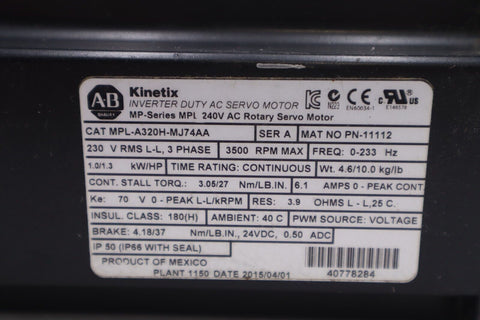 AB
ALLEN-BRADLEY
Kinetix
INVERTER DUTY AC SERVO MOTOR
MP-Series MPL 240V AC Rotary Servo Motor
N223
EN60034-1
CAT MPL-A320H-MJ74AA SER A MAT NO PN-11112
230 V RMS L-L, 3 PHASE 3500 RPM MAX FREQ: 0-233 Hz
1.0/1.3 kW/HP TIME RATING: CONTINUOUS Wt. 4.6/10.0 kg/lb
CONT. STALL TORQ.: 3.05/27 Nm/LB.IN. 6.1 AMPS 0 - PEAK CONT.
Ke: 70 V 0 - PEAK L-L/kRPM RES: 3.9 OHMS L - L,25 C.
INSUL. CLASS: 180(H) AMBIENT: 40 C PWM SOURCE: VOLTAGE
BRAKE: 4.18/37 Nm/LB.IN., 24VDC, 0.50 ADC
IP 50 (IP66 WITH SEAL)
PRODUCT OF MEXICO
PLANT 1150 DATE 2015/04/01 40778284